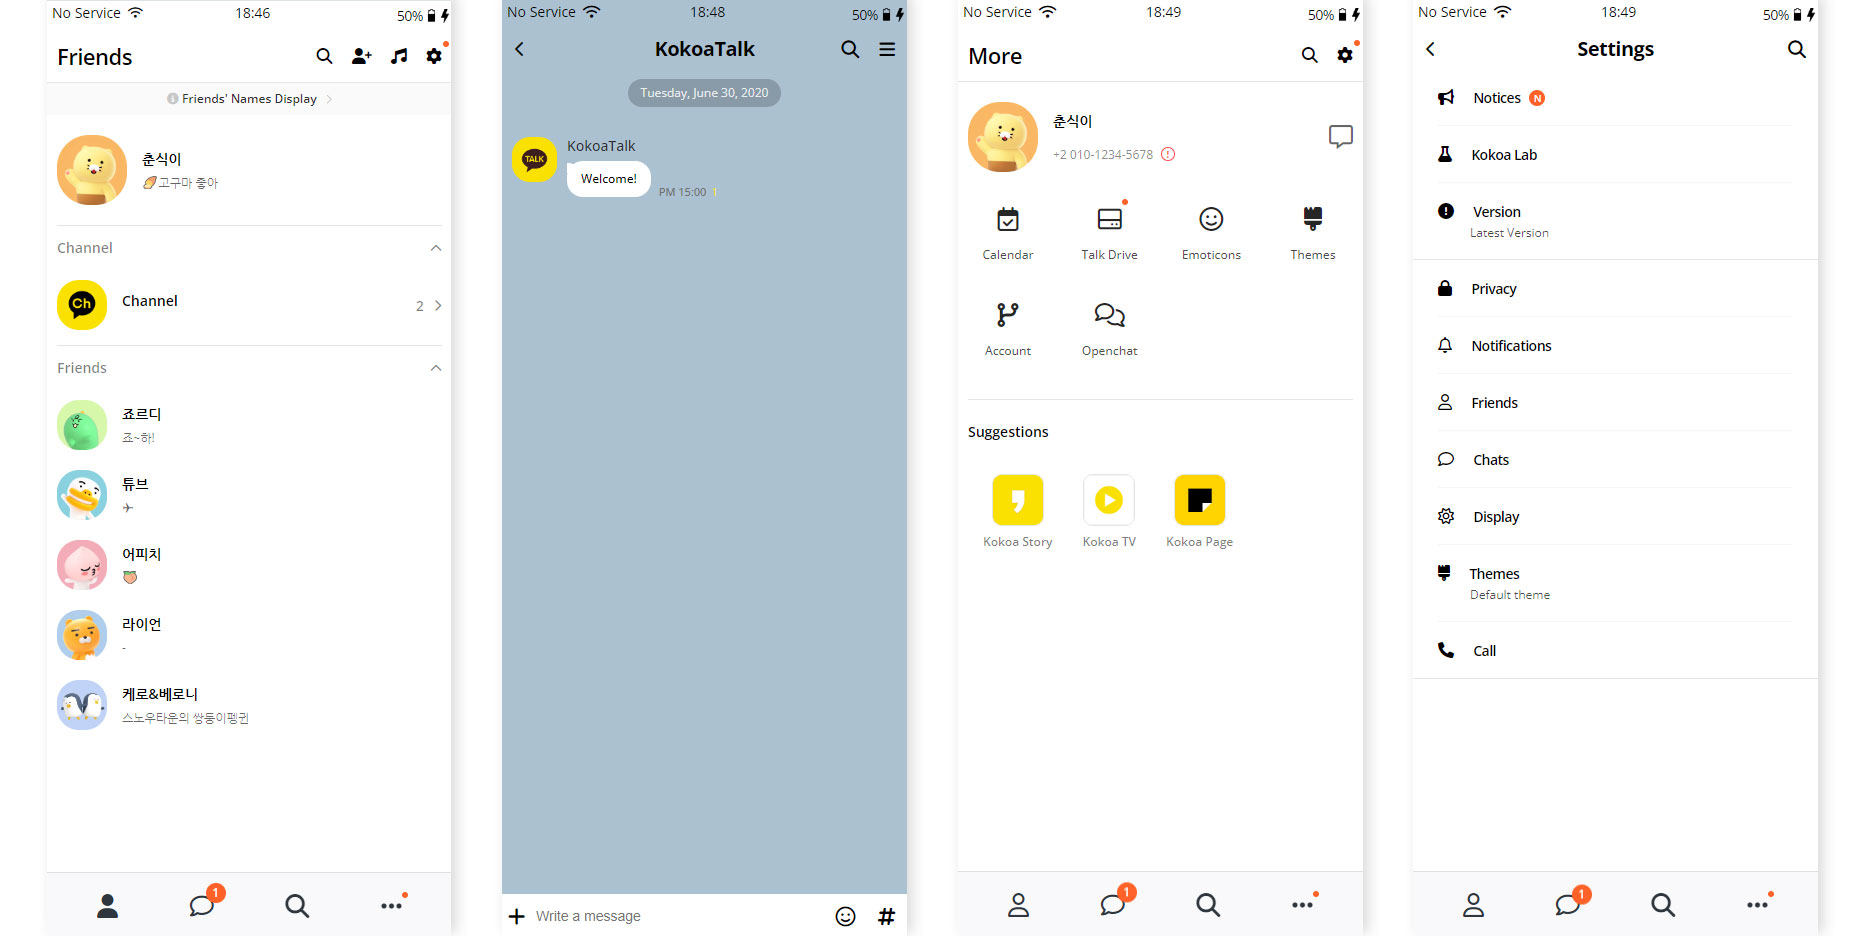 No Service 18:46 50%
Friends
Friends' Names Display
춘식이
🍠고구마 좋아
Channel
Ch
Channel
2
Friends
죠르디
죠~하!
튜브
✈
어피치
🍑
라이언
-
케로&베로니
스노우타운의 쌍둥이펭귄
1
No Service 18:48 50%
KokoaTalk
Tuesday, June 30, 2020
TALK
KokoaTalk
Welcome!
PM 15:00 1
Write a message
#
No Service 18:49 50%
More
춘식이
+2 010-1234-5678
Calendar Talk Drive Emoticons Themes
Account Openchat
Suggestions
Kokoa Story Kokoa TV Kokoa Page
1
No Service 18:49 50%
Settings
Notices N
Kokoa Lab
Version
Latest Version
Privacy
Notifications
Friends
Chats
Display
Themes
Default theme
Call
1